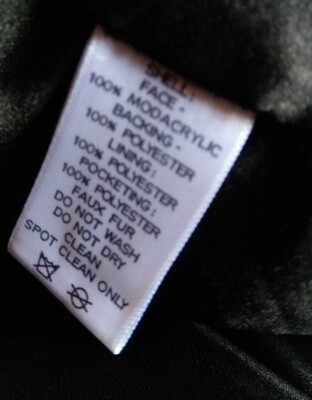 SHELL:
FACE -
100% MODACRYLIC
BACKING -
100% POLYESTER
LINING:
100% POLYESTER
POCKETING:
100% POLYESTER
FAUX FUR
DO NOT WASH
DO NOT DRY
CLEAN
SPOT CLEAN ONLY